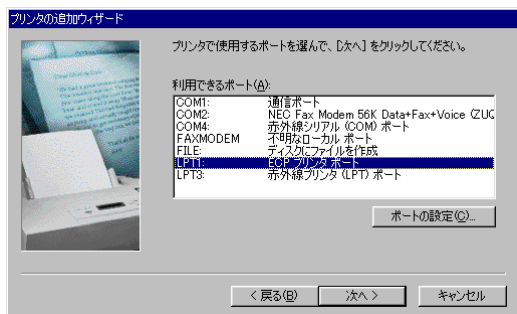 プリンタの追加ウィザード
プリンタで使用するポートを選んで、[次へ] をクリックしてください。
利用できるポート(A):
COM1: 通信ポート
COM2: NEC Fax Modem 56K Data+Fax+Voice (ZUQ
COM4: 赤外線シリアル (COM) ポート
FAXMODEM 不明なローカル ポート
FILE: ディスクにファイルを作成
LPT1: ECP プリンタ ポート
LPT3: 赤外線プリンタ (LPT) ポート
ポートの設定(C)...
< 戻る(B) 次へ > キャンセル